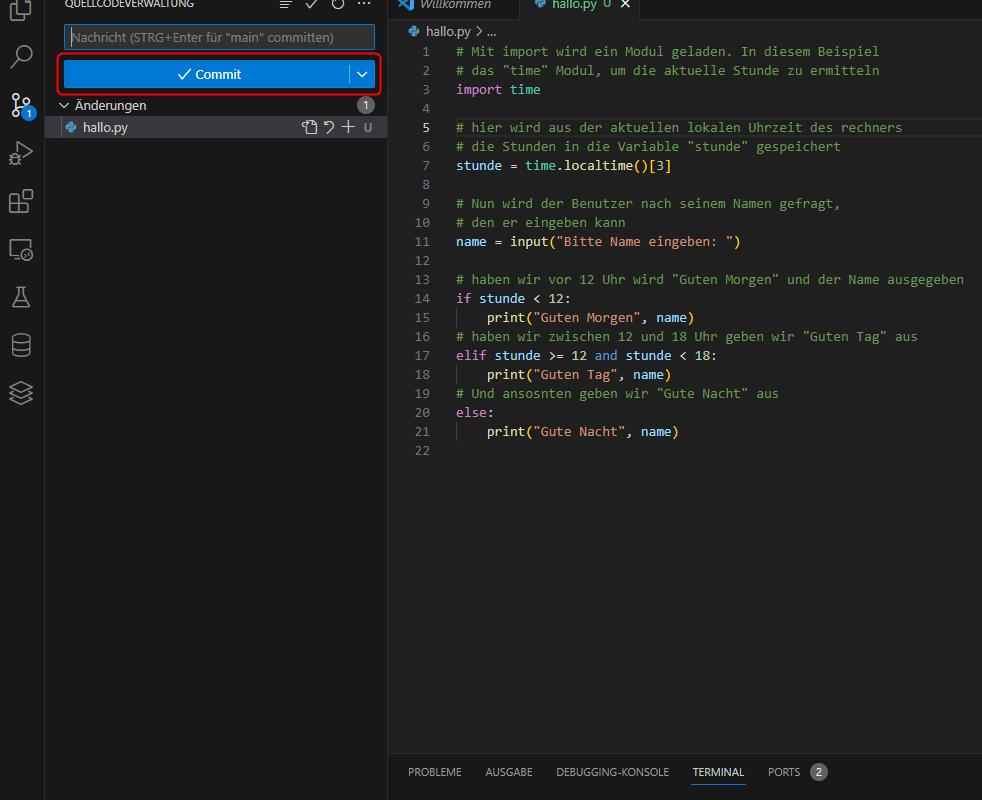 QUELLCODEVERWALTUNG
Nachricht (STRG+Enter für "main" committen)
Commit
Änderungen 1
hallo.py U
1
Willkommen hallo.py U
hallo.py > ...
1 # Mit import wird ein Modul geladen. In diesem Beispiel
2 # das "time" Modul, um die aktuelle Stunde zu ermitteln
3 import time
4
5 # hier wird aus der aktuellen lokalen Uhrzeit des rechners
6 # die Stunden in die Variable "stunde" gespeichert
7 stunde = time.localtime()[3]
8
9 # Nun wird der Benutzer nach seinem Namen gefragt,
10 # den er eingeben kann
11 name = input("Bitte Name eingeben: ")
12
13 # haben wir vor 12 Uhr wird "Guten Morgen" und der Name ausgegeben
14 if stunde < 12:
15 print("Guten Morgen", name)
16 # haben wir zwischen 12 und 18 Uhr geben wir "Guten Tag" aus
17 elif stunde >= 12 and stunde < 18:
18 print("Guten Tag", name)
19 # Und ansosnten geben wir "Gute Nacht" aus
20 else:
21 print("Gute Nacht", name)
22
PROBLEME AUSGABE DEBUGGING-KONSOLE TERMINAL PORTS 2